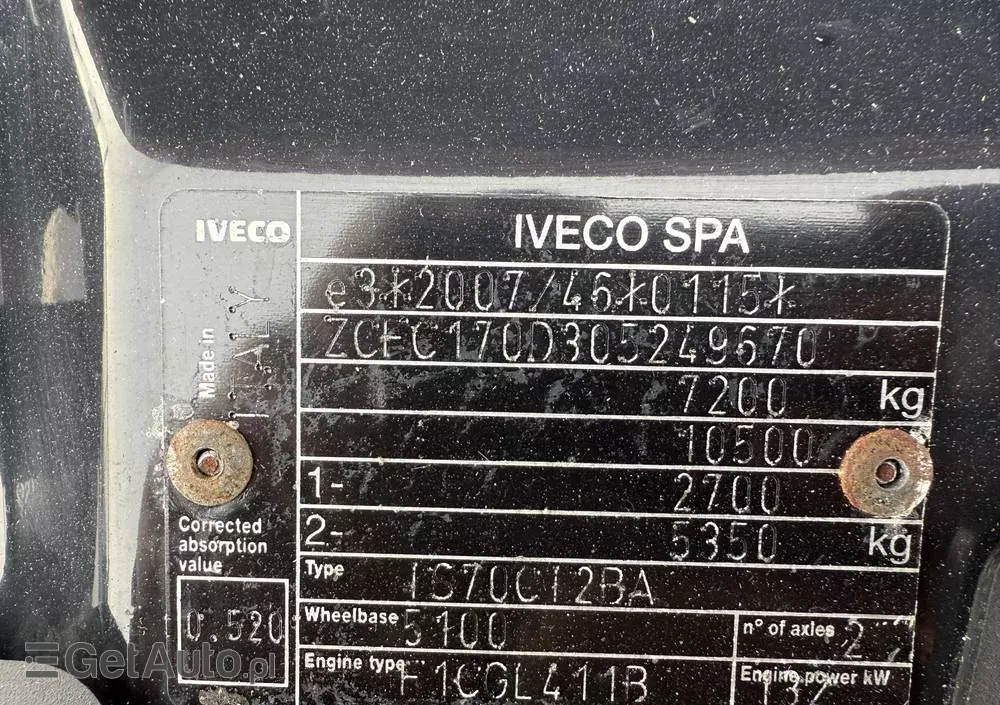 IVECO
IVECO SPA
e3*2007/46*0115*
ZCFC170D305249670
7200 kg
10500
1- 2700
2- 5350 kg
Made in ITALY
Corrected
absorption
value
0.520
Type IS70CI2BA
Wheelbase 5100
n° of axles 2
Engine type F1CGL411B
Engine power kW 132
GetAuto.pl